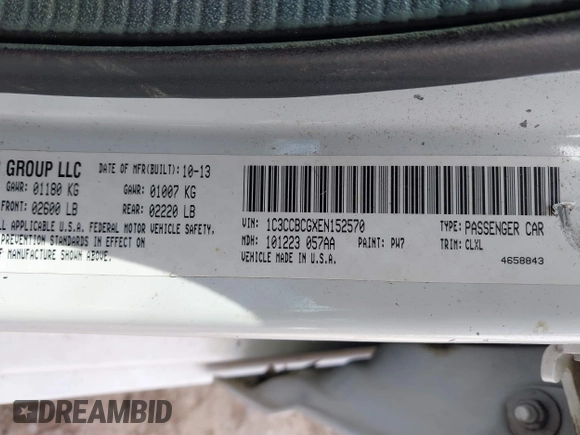 GROUP LLC DATE OF MFR(BUILT): 10-13
GAWR: 01180 KG GAWR: 01007 KG
FRONT: 02600 LB REAR: 02220 LB
ALL APPLICABLE U.S.A. FEDERAL MOTOR VEHICLE SAFETY,
PREVENTION STANDARDS IN EFFECT
OF MANUFACTURE SHOWN ABOVE.
VIN: 1C3CCBCGXEN152570 TYPE: PASSENGER CAR
MDH: 101223 057AA PAINT: PW7 TRIM: CLXL
VEHICLE MADE IN U.S.A. 4658843
DREAMBID